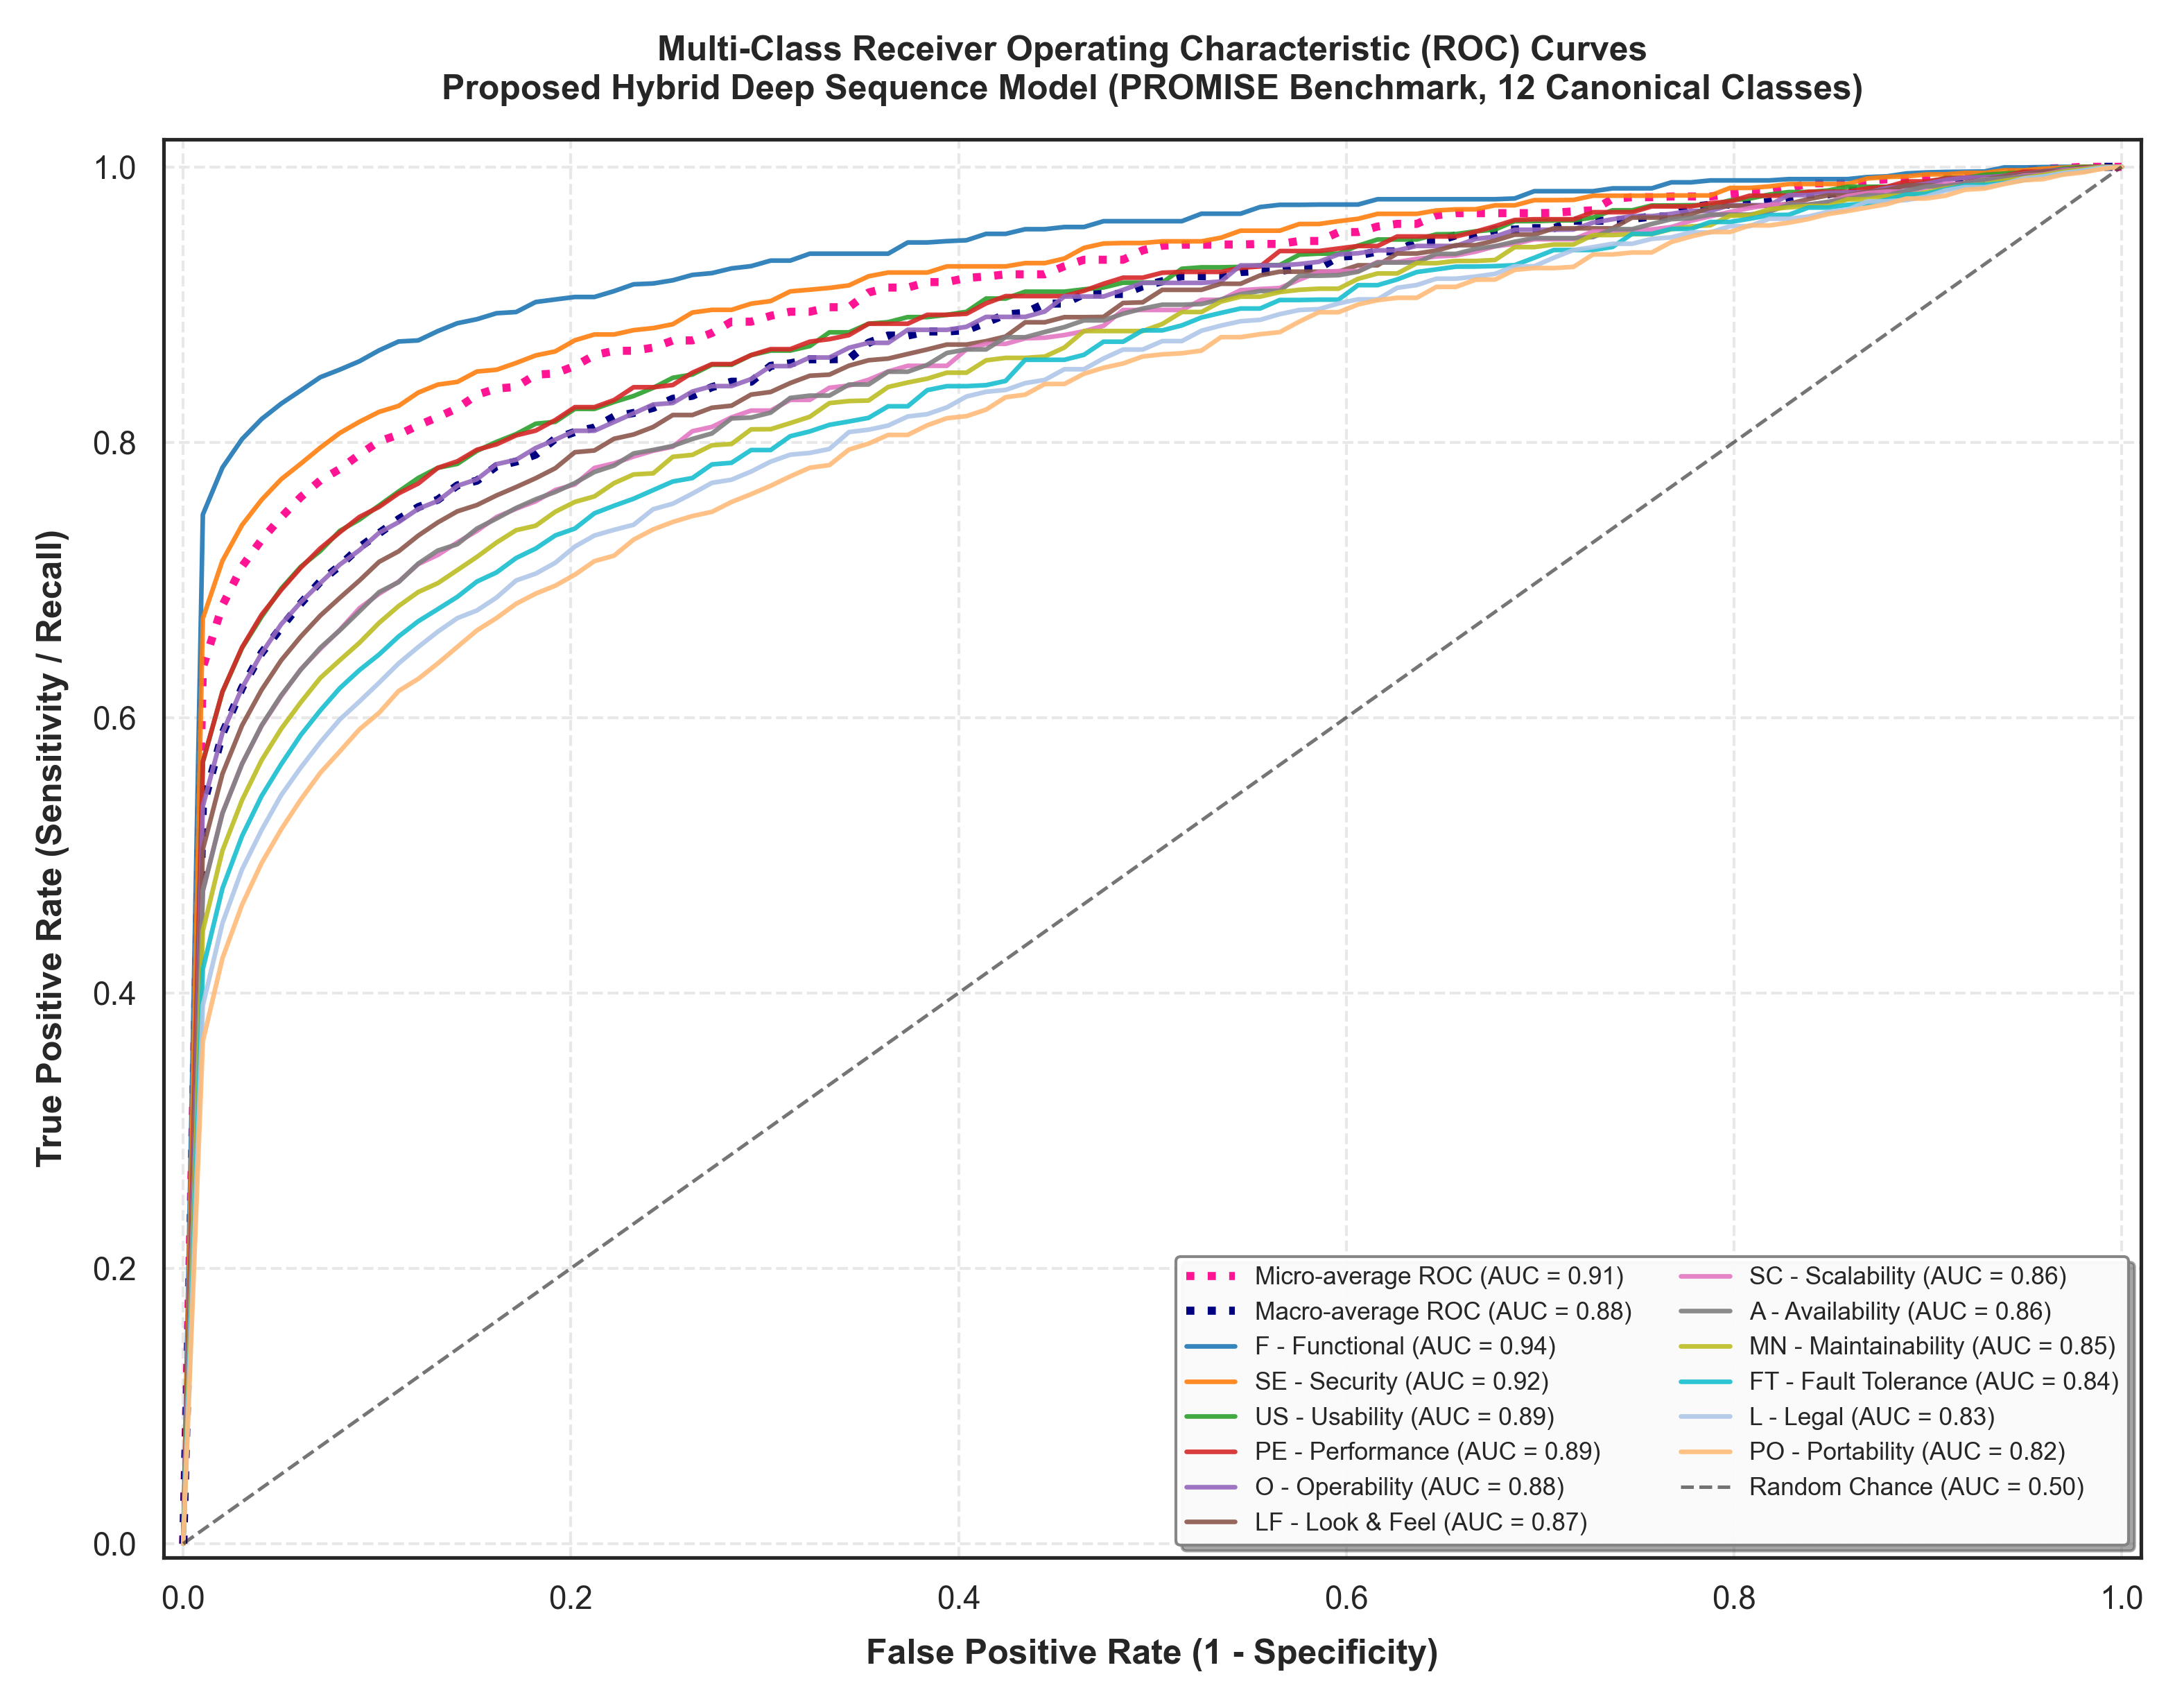 Multi-Class Receiver Operating Characteristic (ROC) Curves
Proposed Hybrid Deep Sequence Model (PROMISE Benchmark, 12 Canonical Classes)
True Positive Rate (Sensitivity / Recall)
1.0
0.8
0.6
0.4
0.2
0.0
Micro-average ROC (AUC = 0.91)
Macro-average ROC (AUC = 0.88)
F - Functional (AUC = 0.94)
SE - Security (AUC = 0.92)
US - Usability (AUC = 0.89)
PE - Performance (AUC = 0.89)
O - Operability (AUC = 0.88)
LF - Look & Feel (AUC = 0.87)
SC - Scalability (AUC = 0.86)
A - Availability (AUC = 0.86)
MN - Maintainability (AUC = 0.85)
FT - Fault Tolerance (AUC = 0.84)
L - Legal (AUC = 0.83)
PO - Portability (AUC = 0.82)
Random Chance (AUC = 0.50)
0.0 0.2 0.4 0.6 0.8 1.0
False Positive Rate (1 - Specificity)